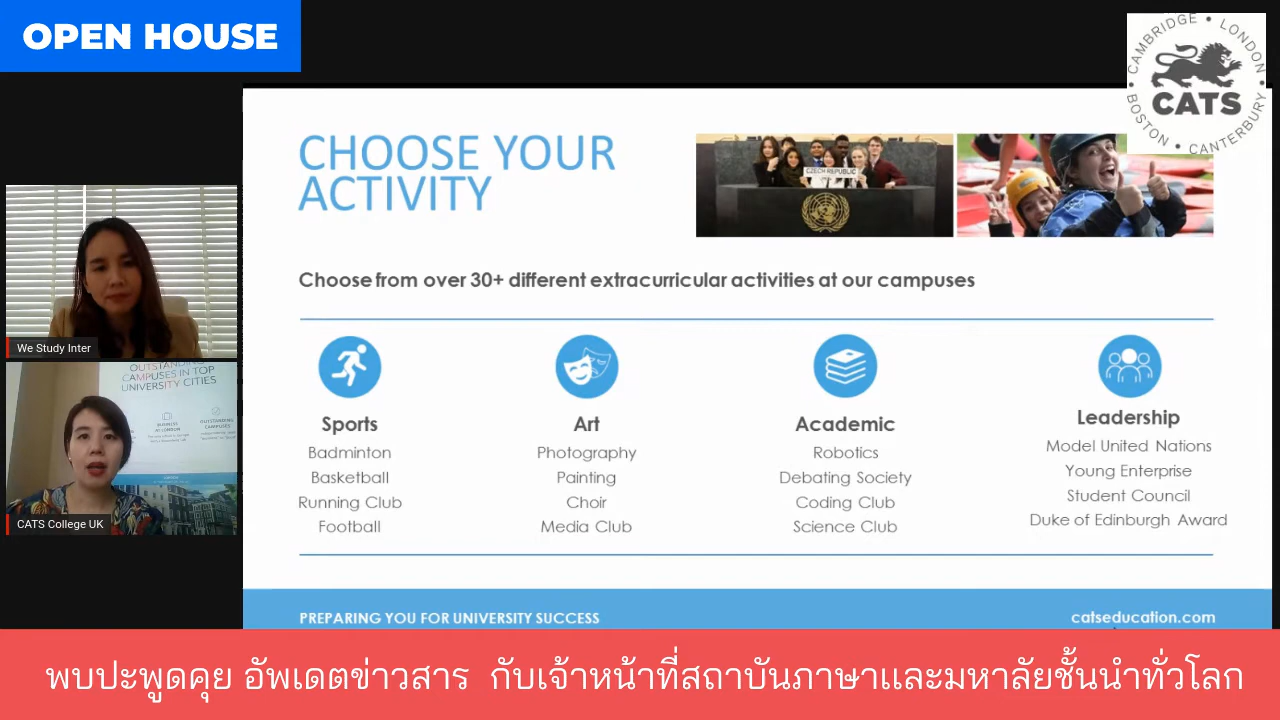 OPEN HOUSE
CAMBRIDGE • LONDON • CANTERBURY • BOSTON •
CATS
CHOOSE YOUR
ACTIVITY
CZECH REPUBLIC
Choose from over 30+ different extracurricular activities at our campuses
Sports
Badminton
Basketball
Running Club
Football
Art
Photography
Painting
Choir
Media Club
Academic
Robotics
Debating Society
Coding Club
Science Club
Leadership
Model United Nations
Young Enterprise
Student Council
Duke of Edinburgh Award
We Study Inter
OUTSTANDING
CAMPUSES IN TOP
UNIVERSITY CITIES
CATS College UK
PREPARING YOU FOR UNIVERSITY SUCCESS
catseducation.com
พบปะพูดคุย อัพเดตข่าวสาร กับเจ้าหน้าที่สถาบันภาษาและมหาลัยชั้นนำทั่วโลก